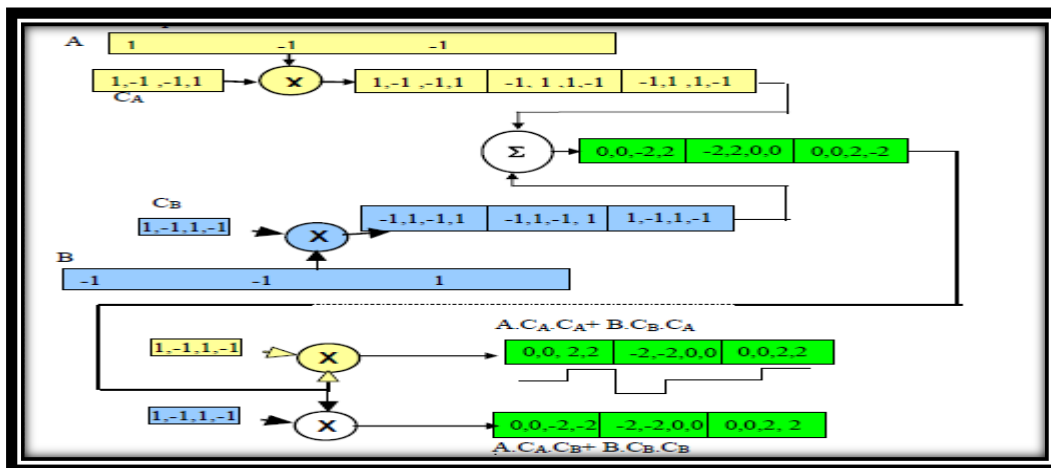 A
1 -1 -1
1,-1 ,-1,1
X
1,-1 ,-1,1 -1, 1 ,1,-1 -1,1 ,1,-1
CA
Σ
0,0,-2,2 -2,2,0,0 0,0,2,-2
CB
1,-1,1,-1
X
-1,1,-1,1 -1,1,-1, 1 1,-1,1,-1
B
-1 -1 1
A.CA.CA+ B.CB.CA
1,-1,1,-1
X
0,0, 2,2 -2,-2,0,0 0,0,2,2
1,-1,1,-1
X
0,0,-2,-2 -2,-2,0,0 0,0,2, 2
A.CA.CB+ B.CB.CB